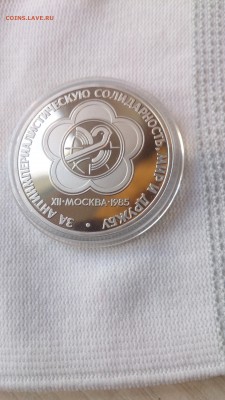 COINS.LAVE.RU
ЗА АНТИИМПЕРИАЛИСТИЧЕСКУЮ СОЛИДАРНОСТЬ, МИР И ДРУЖБУ
XII·МОСКВА·1985